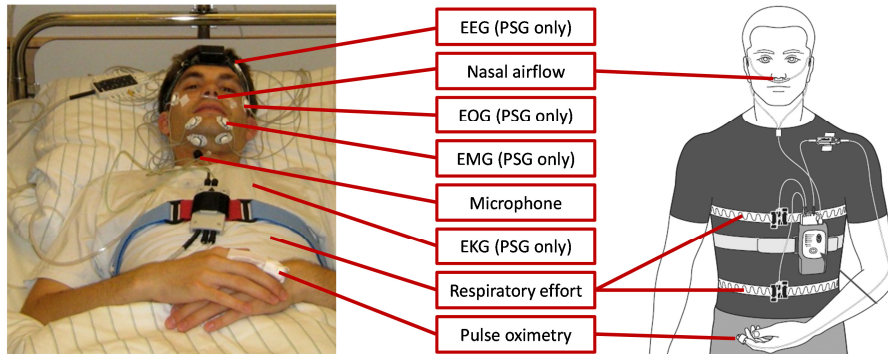 EEG (PSG only)
Nasal airflow
EOG (PSG only)
EMG (PSG only)
Microphone
EKG (PSG only)
Respiratory effort
Pulse oximetry